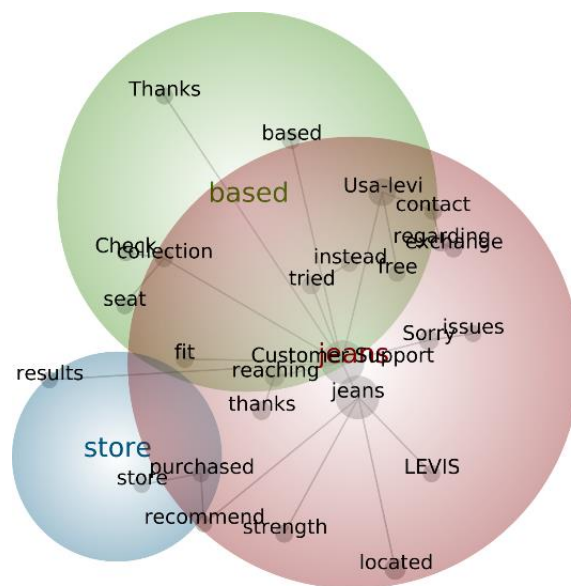 Thanks
based
based
Usa-levi
contact
regarding
exchange
Check
collection
instead
tried
free
seat
Sorry
issues
fit
Customer Support
jeans
results
reaching
jeans
thanks
store
purchased
LEVIS
store
recommend
strength
located